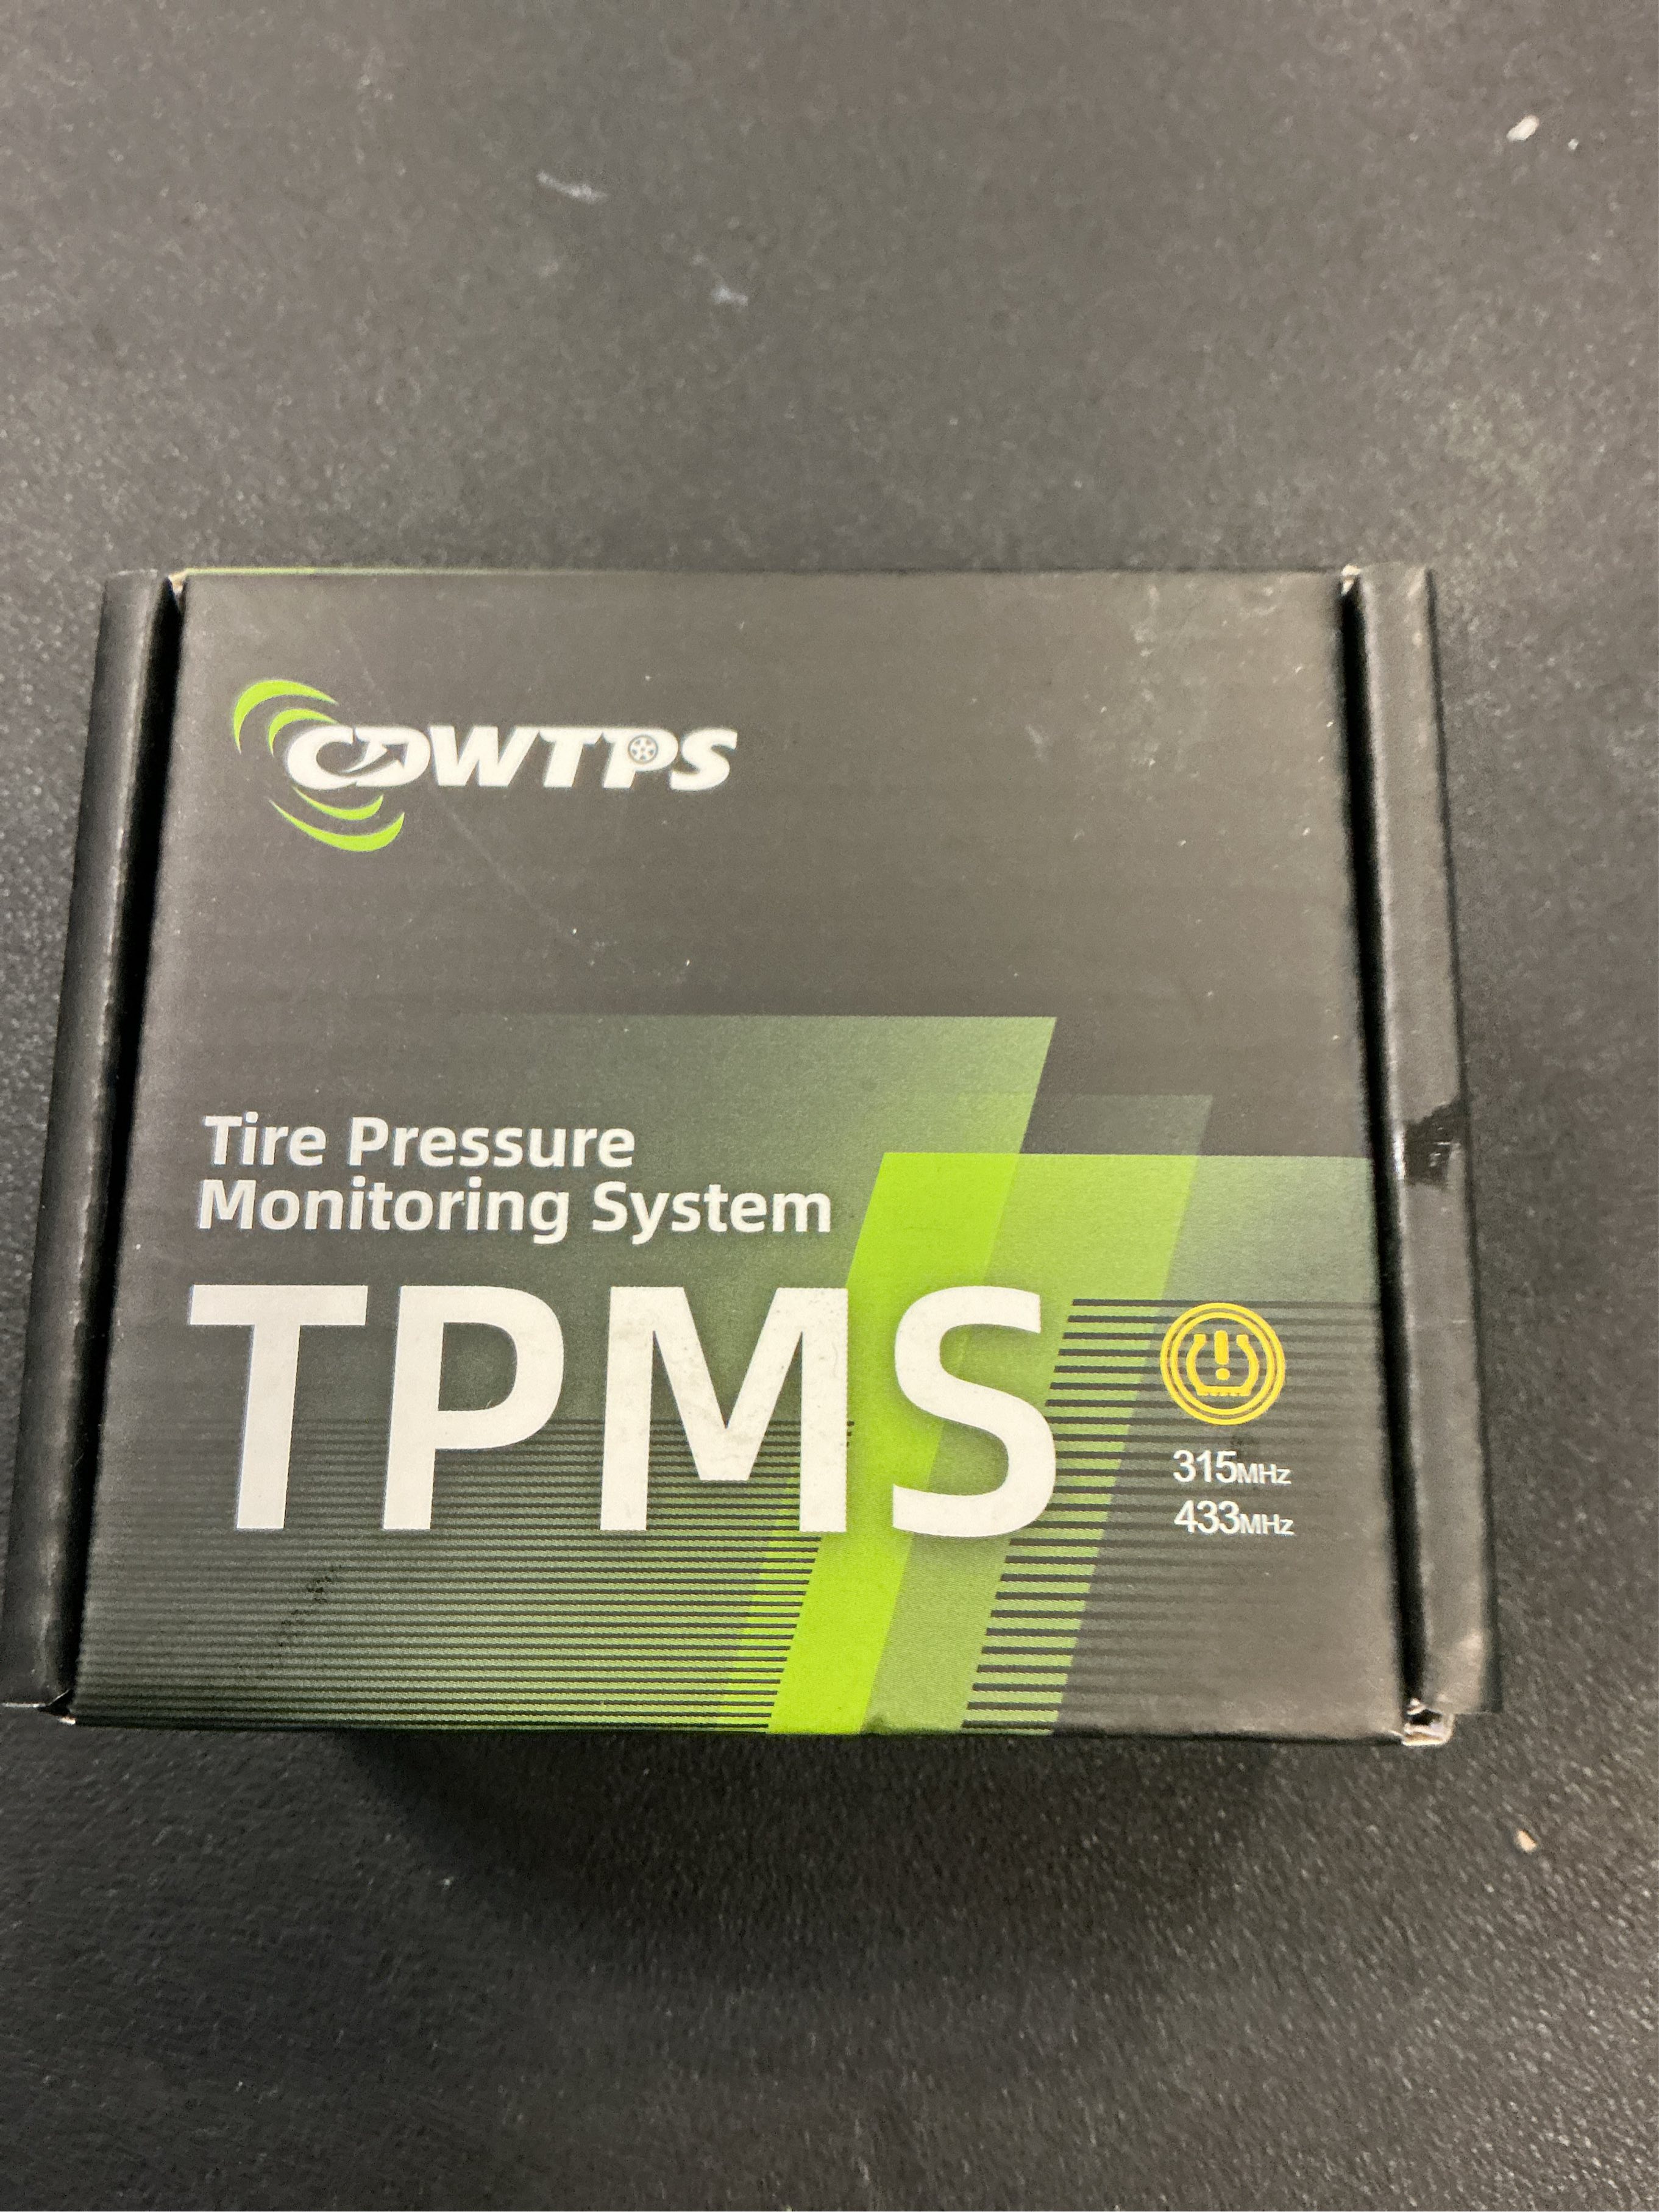 CDWTPS
Tire Pressure
Monitoring System
TPMS
315MHz
433MHz